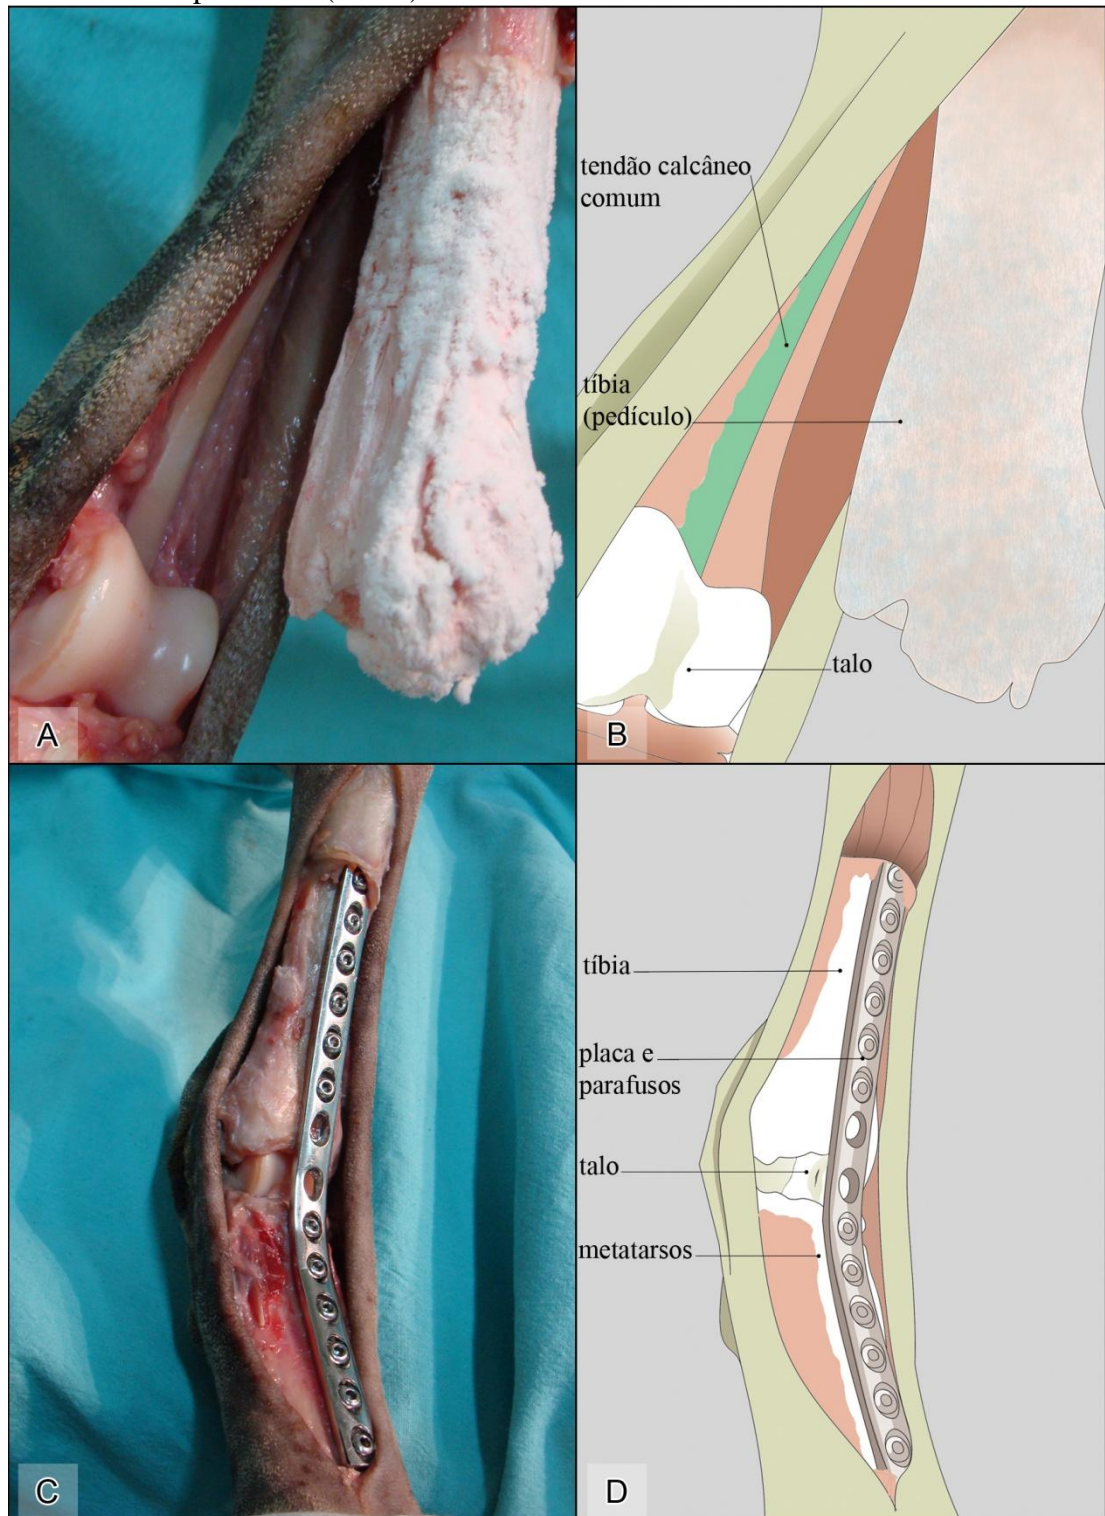 tendão calcâneo
comum
tíbia
(pedículo)
talo
A
B
tíbia
placa e
parafusos
talo
metatarsos
C
D